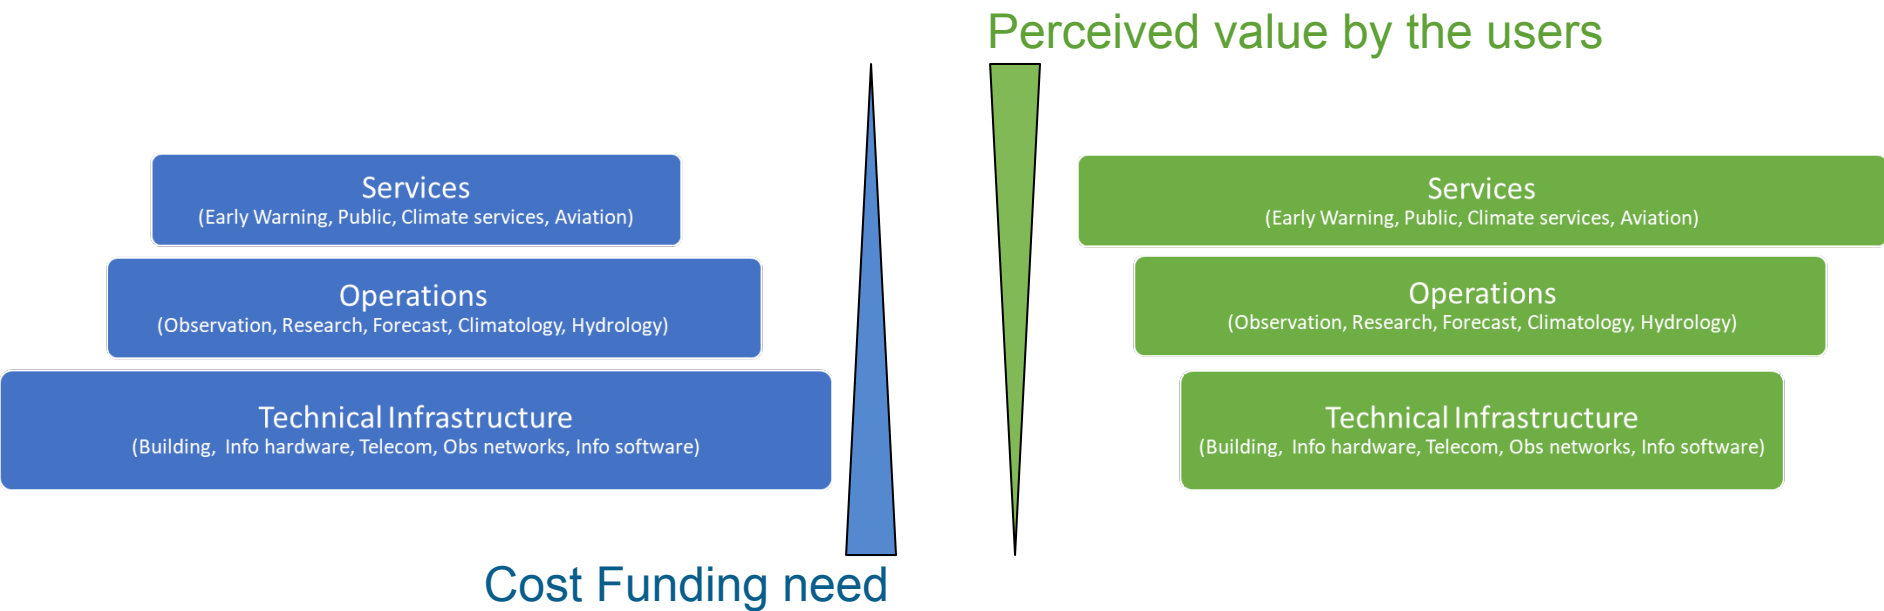 Perceived value by the users
Services
(Early Warning, Public, Climate services, Aviation)
Operations
(Observation, Research, Forecast, Climatology, Hydrology)
Technical Infrastructure
(Building, Info hardware, Telecom, Obs networks, Info software)
Services
(Early Warning, Public, Climate services, Aviation)
Operations
(Observation, Research, Forecast, Climatology, Hydrology)
Technical Infrastructure
(Building, Info hardware, Telecom, Obs networks, Info software)
Cost Funding need